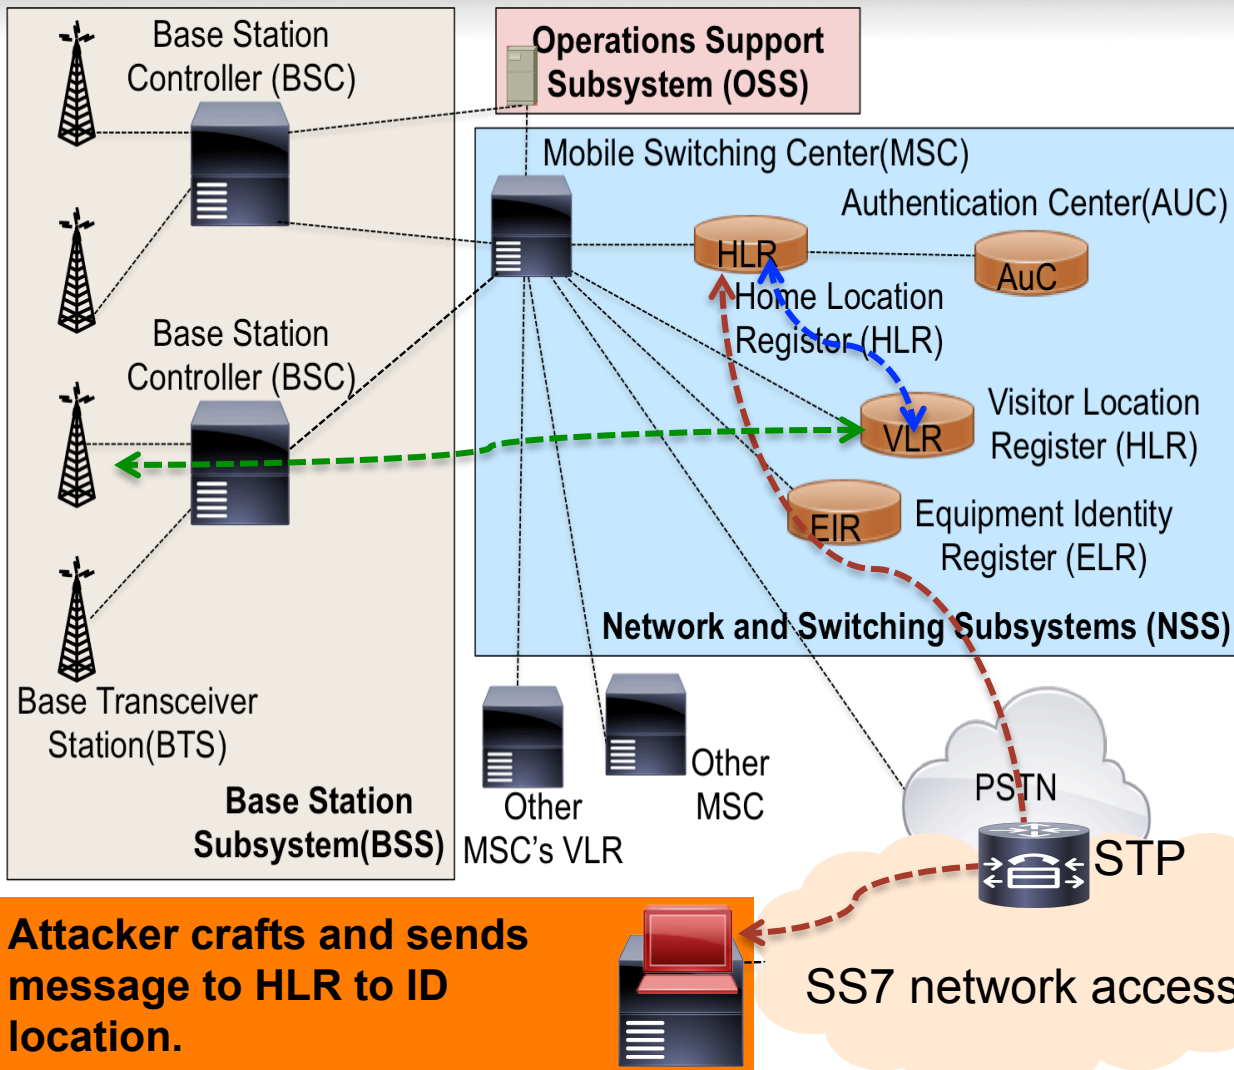 Base Station
Controller (BSC)
Operations Support
Subsystem (OSS)
Mobile Switching Center(MSC)
Authentication Center(AUC)
HLR
AuC
Home Location
Register (HLR)
Base Station
Controller (BSC)
VLR
Visitor Location
Register (HLR)
EIR
Equipment Identity
Register (ELR)
Network and Switching Subsystems (NSS)
Base Transceiver
Station(BTS)
Base Station
Subsystem(BSS)
Other
MSC's VLR
Other
MSC
PSTN
STP
SS7 network access
Attacker crafts and sends
message to HLR to ID
location.